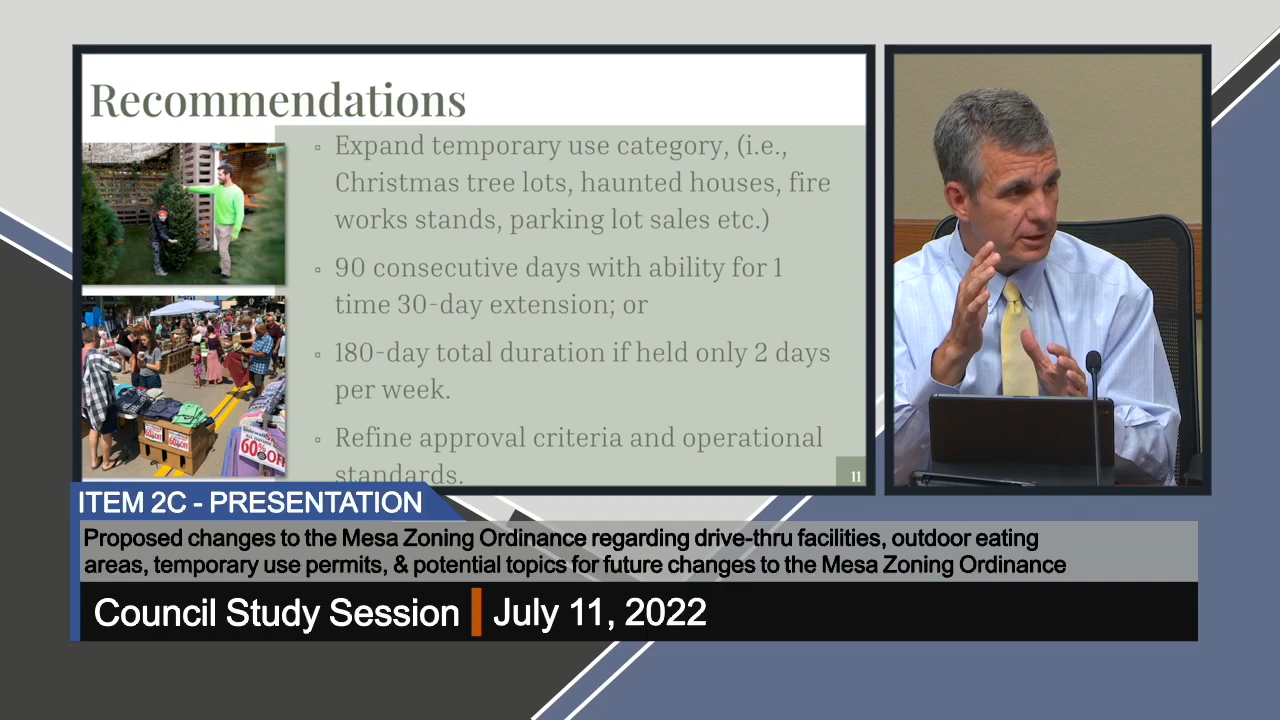 Recommendations
▫ Expand temporary use category, (i.e.,
Christmas tree lots, haunted houses, fire
works stands, parking lot sales etc.)
▫ 90 consecutive days with ability for 1
time 30-day extension; or
▫ 180-day total duration if held only 2 days
per week.
▫ Refine approval criteria and operational
standards.
11
60% OFF
ITEM 2C - PRESENTATION
Proposed changes to the Mesa Zoning Ordinance regarding drive-thru facilities, outdoor eating
areas, temporary use permits, & potential topics for future changes to the Mesa Zoning Ordinance
Council Study Session
July 11, 2022